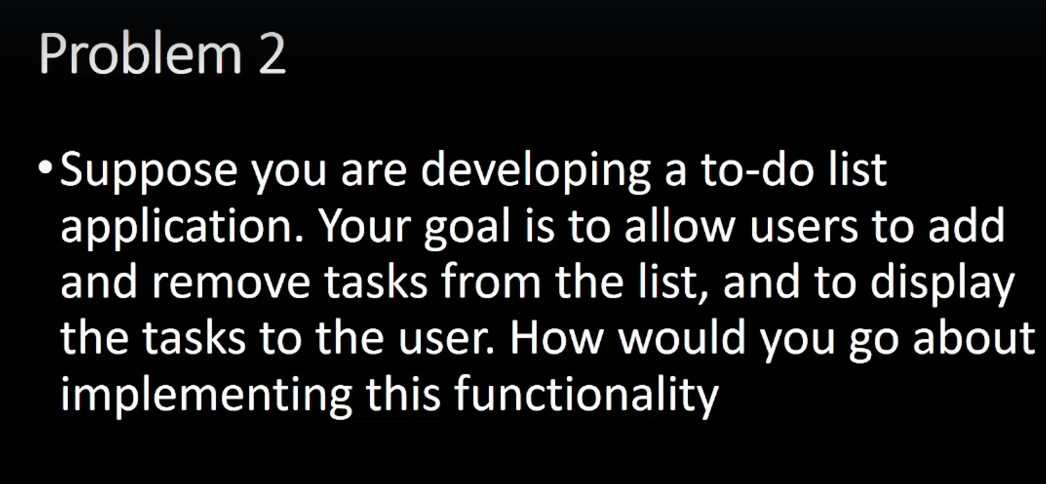 Problem 2
•Suppose you are developing a to-do list
application. Your goal is to allow users to add
and remove tasks from the list, and to display
the tasks to the user. How would you go about
implementing this functionality